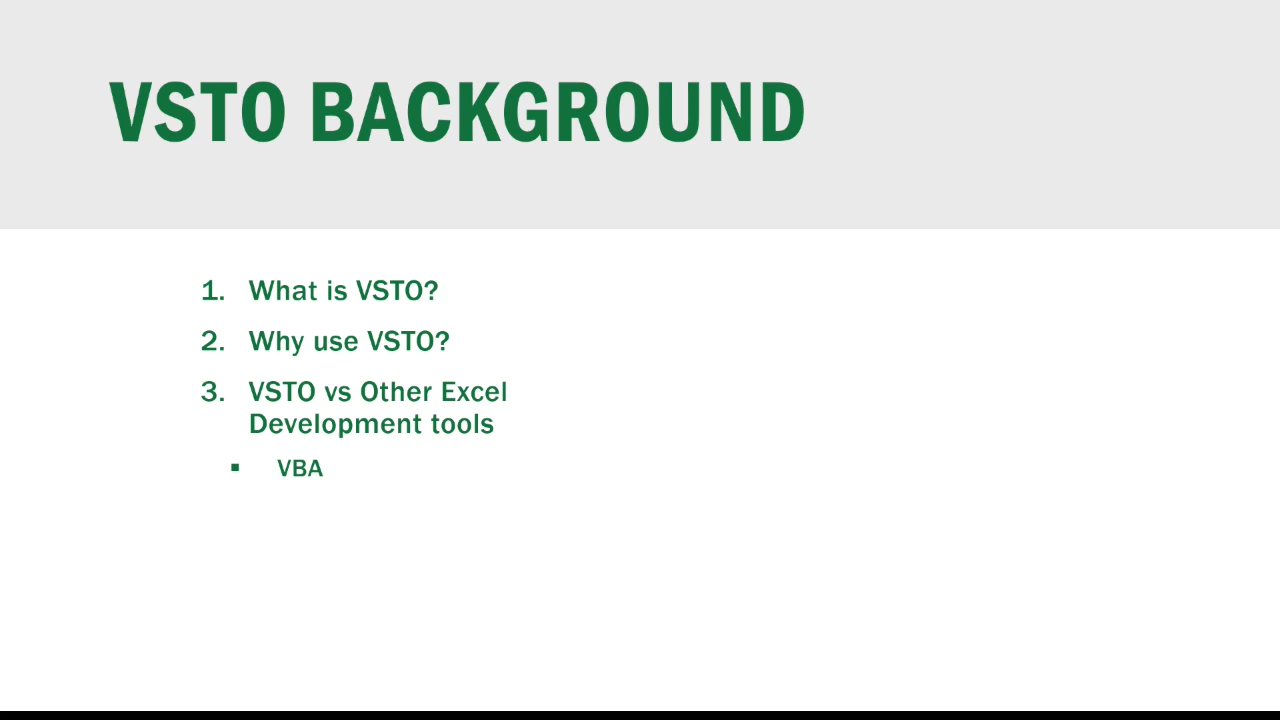 VSTO BACKGROUND
1. What is VSTO?
2. Why use VSTO?
3. VSTO vs Other Excel
Development tools
▪ VBA